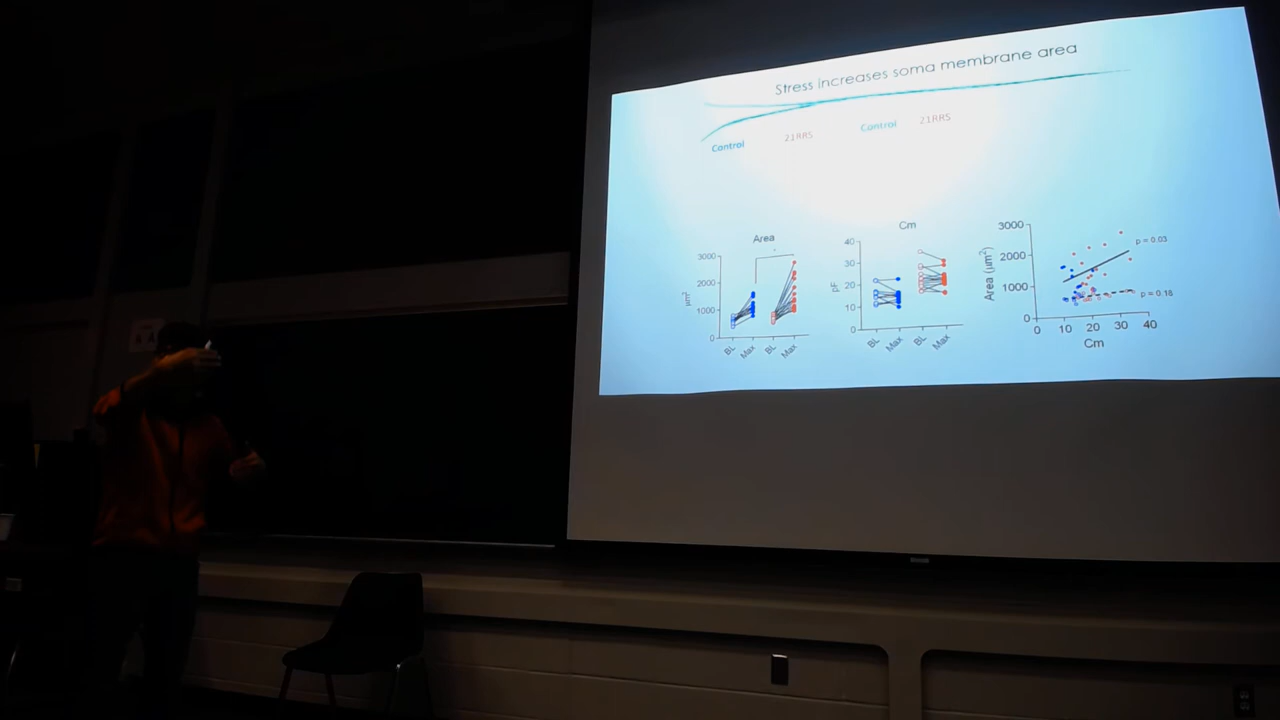 Stress increases soma membrane area
Control 21RRS Control 21RRS
Area
3000
2000
1000
0
µm²
BL Max BL Max
Cm
40
30
20
10
0
pF
BL Max BL Max
3000
2000
1000
0
Area (µm²)
p = 0.03
p = 0.18
0 10 20 30 40
Cm